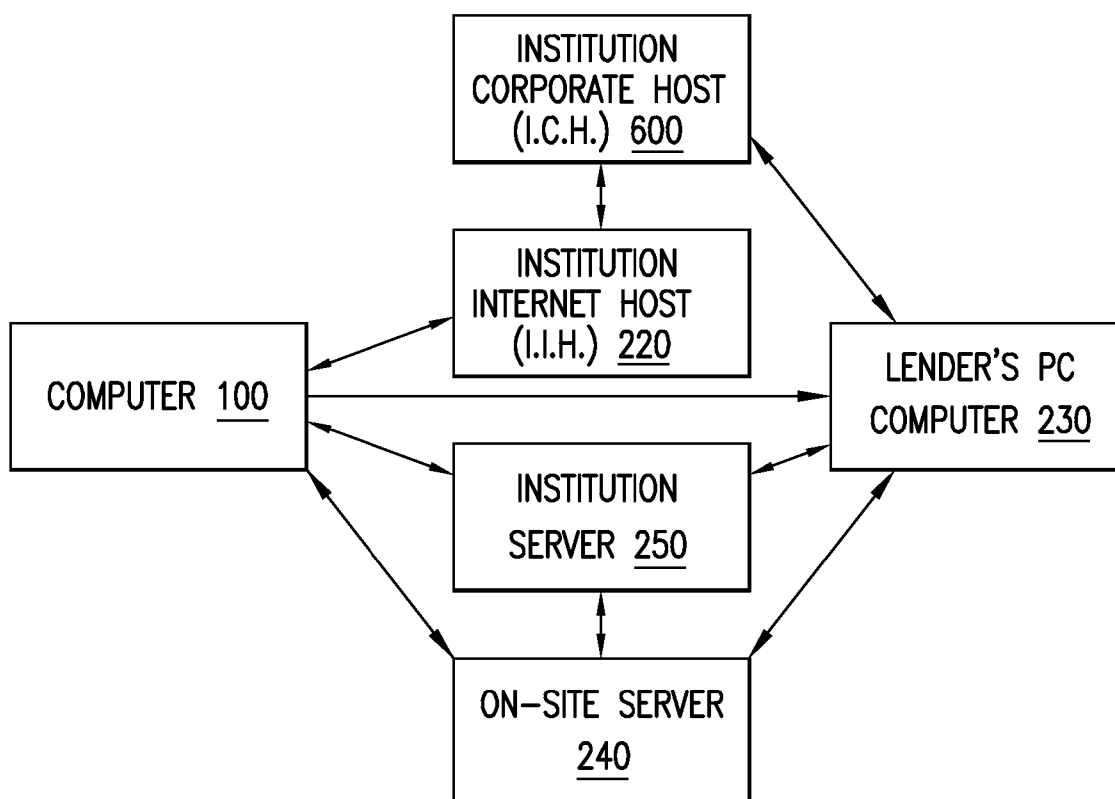 INSTITUTION
CORPORATE HOST
(I.C.H.) 600
INSTITUTION
INTERNET HOST
(I.I.H.) 220
COMPUTER 100
LENDER'S PC
COMPUTER 230
INSTITUTION
SERVER 250
ON-SITE SERVER
240